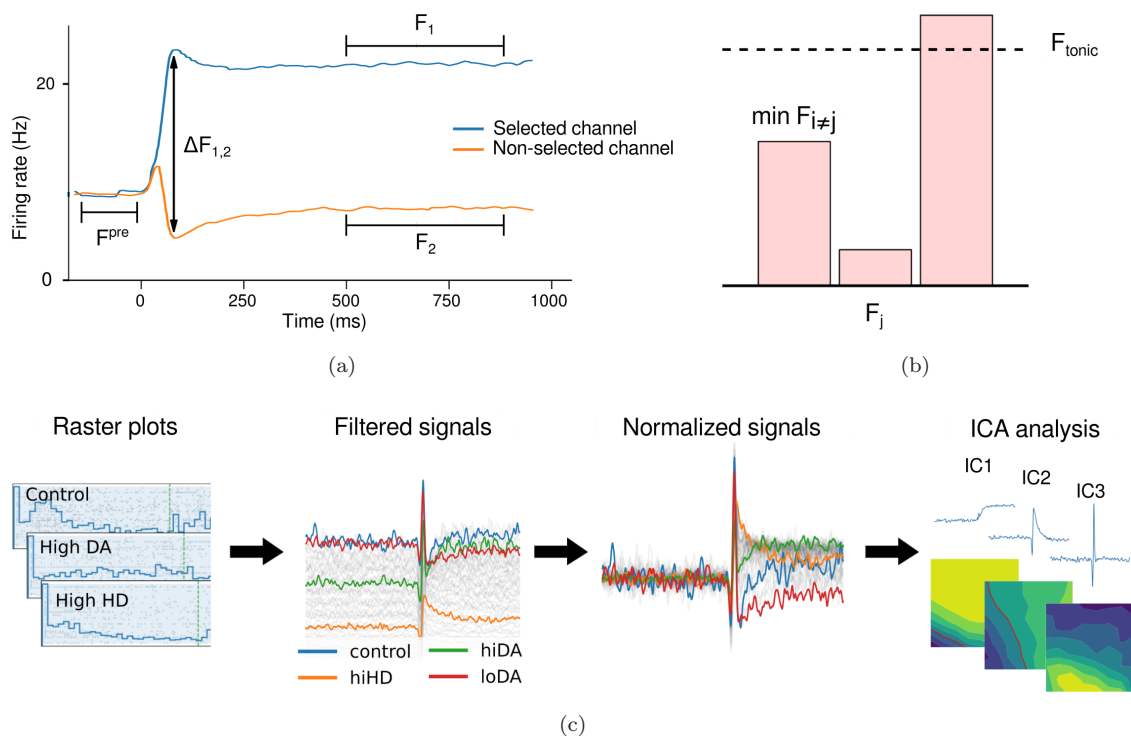 F1
20
Firing rate (Hz)
ΔF1,2
Selected channel
Non-selected channel
Fpre
F2
0
0 250 500 750 1000
Time (ms)
(a)
Ftonic
min Fi≠j
Fj
(b)
Raster plots
Filtered signals
Normalized signals
ICA analysis
Control
High DA
High HD
control
hiHD
hiDA
loDA
IC1
IC2
IC3
(c)